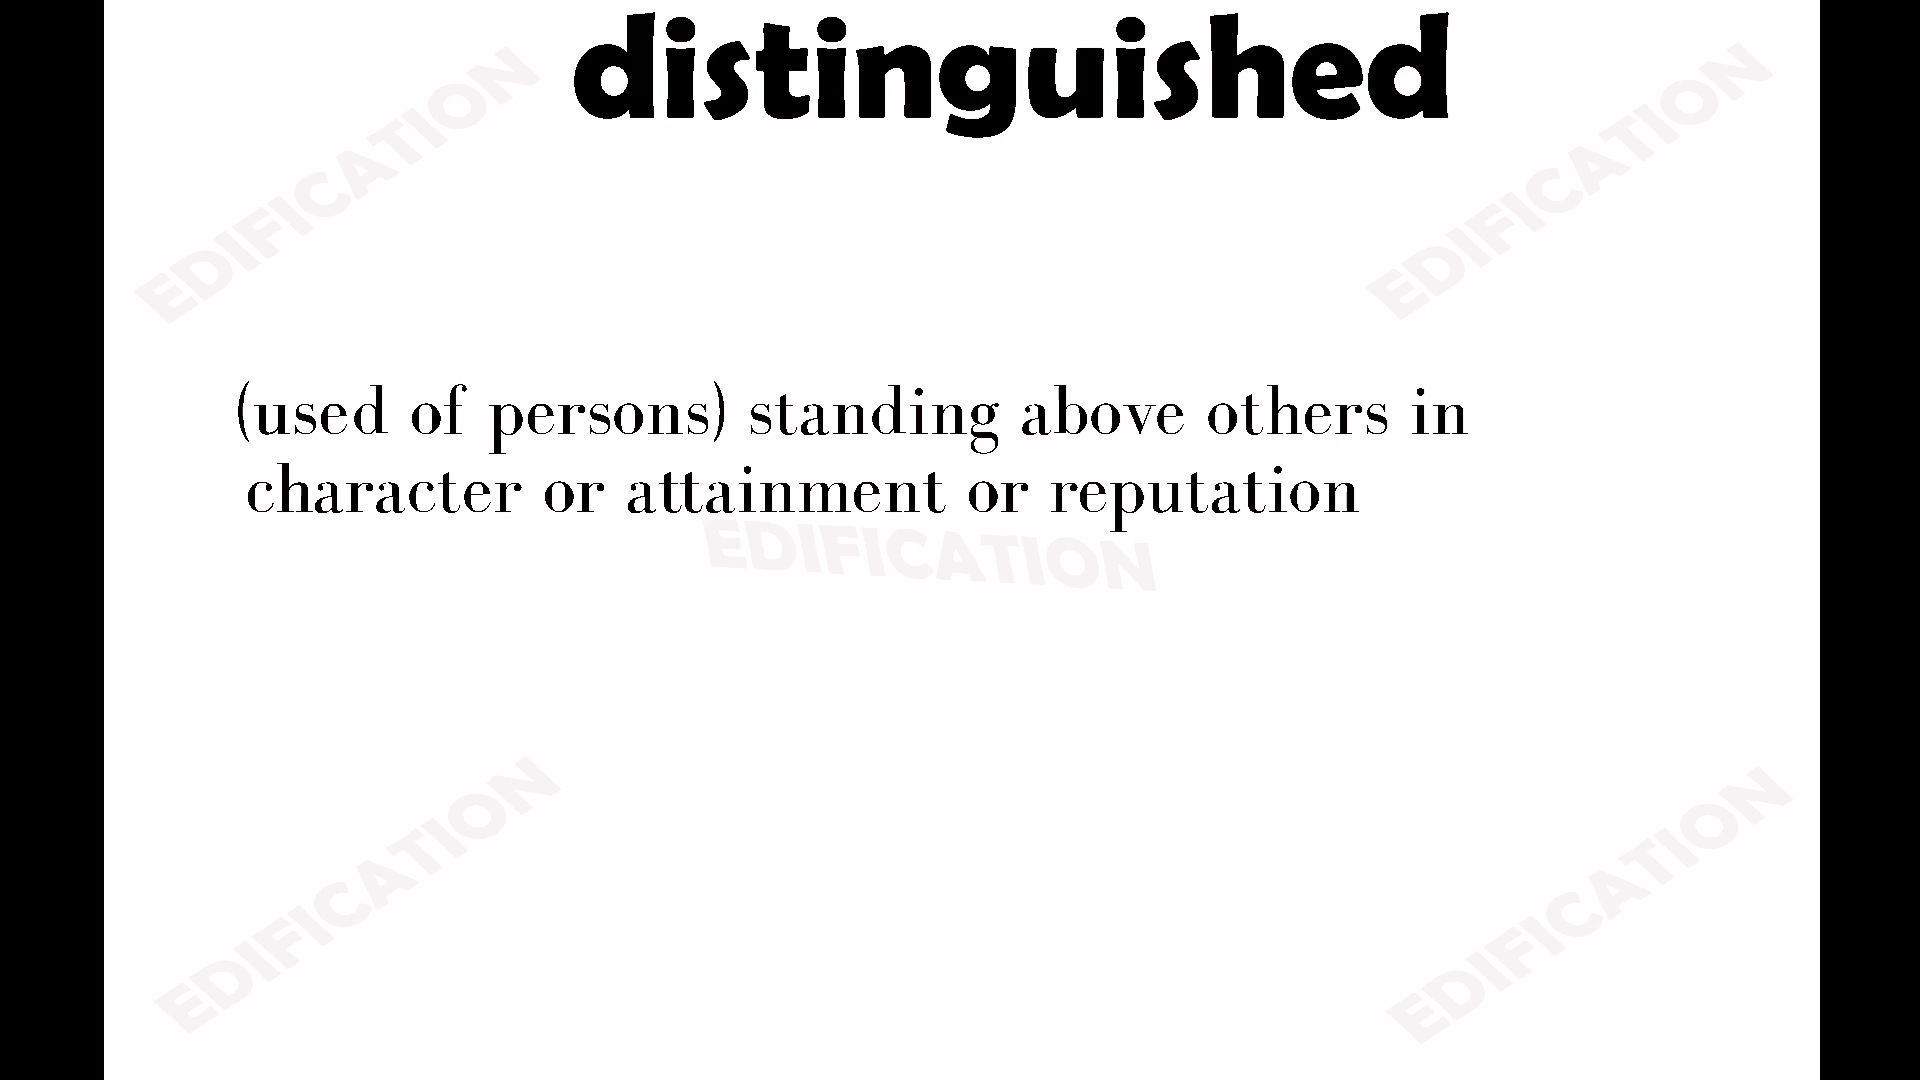 distinguished
EDIFICATION
EDIFICATION
(used of persons) standing above others in
character or attainment or reputation
EDIFICATION
EDIFICATION
EDIFICATION